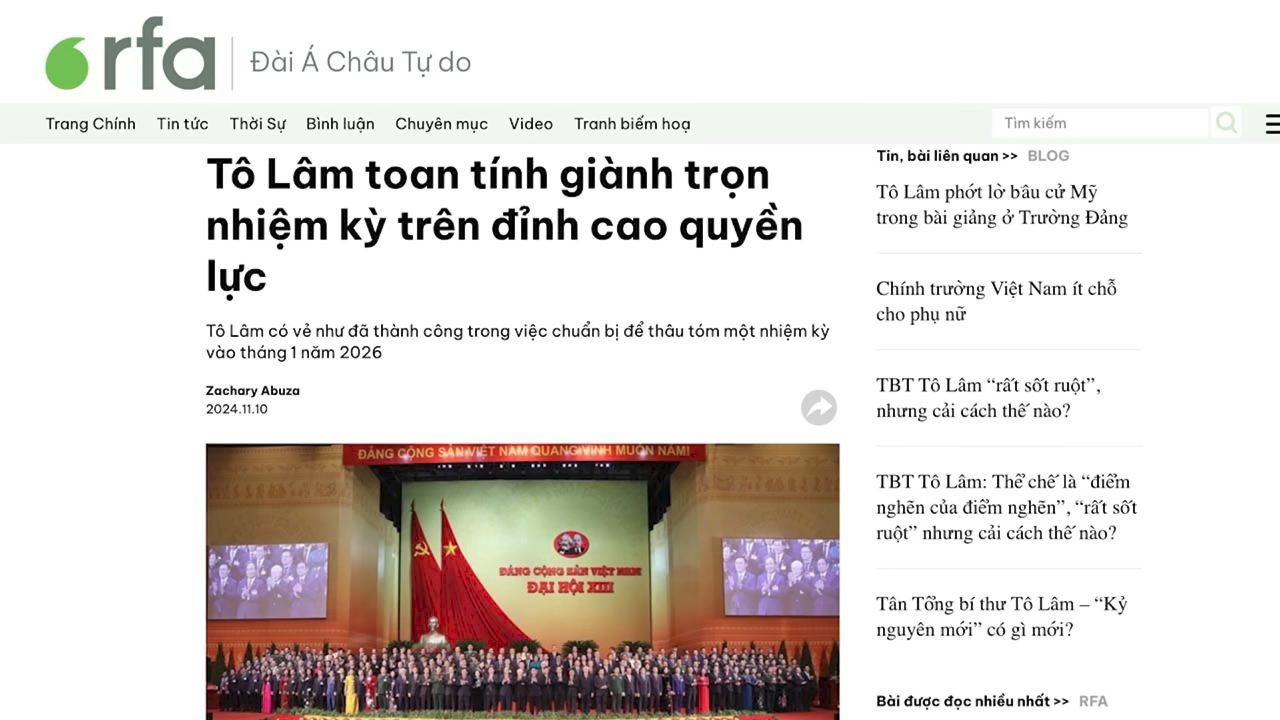 rfa
Đài Á Châu Tự do
Trang Chính Tin tức Thời Sự Bình luận Chuyên mục Video Tranh biếm hoạ
Tìm kiếm
Tô Lâm toan tính giành trọn
nhiệm kỳ trên đỉnh cao quyền
lực
Tô Lâm có vẻ như đã thành công trong việc chuẩn bị để thâu tóm một nhiệm kỳ
vào tháng 1 năm 2026
Zachary Abuza
2024.11.10
ĐẢNG CỘNG SẢN VIỆT NAM QUANG VINH MUÔN NĂM!
ĐẢNG CỘNG SẢN VIỆT NAM
ĐẠI HỘI XIII
Tin, bài liên quan >> BLOG
Tô Lâm phớt lờ bầu cử Mỹ
trong bài giảng ở Trường Đảng
Chính trường Việt Nam ít chỗ
cho phụ nữ
TBT Tô Lâm “rất sốt ruột”,
nhưng cải cách thế nào?
TBT Tô Lâm: Thể chế là “điểm
nghẽn của điểm nghẽn”, “rất sốt
ruột” nhưng cải cách thế nào?
Tân Tổng bí thư Tô Lâm – “Kỷ
nguyên mới” có gì mới?
Bài được đọc nhiều nhất >> RFA